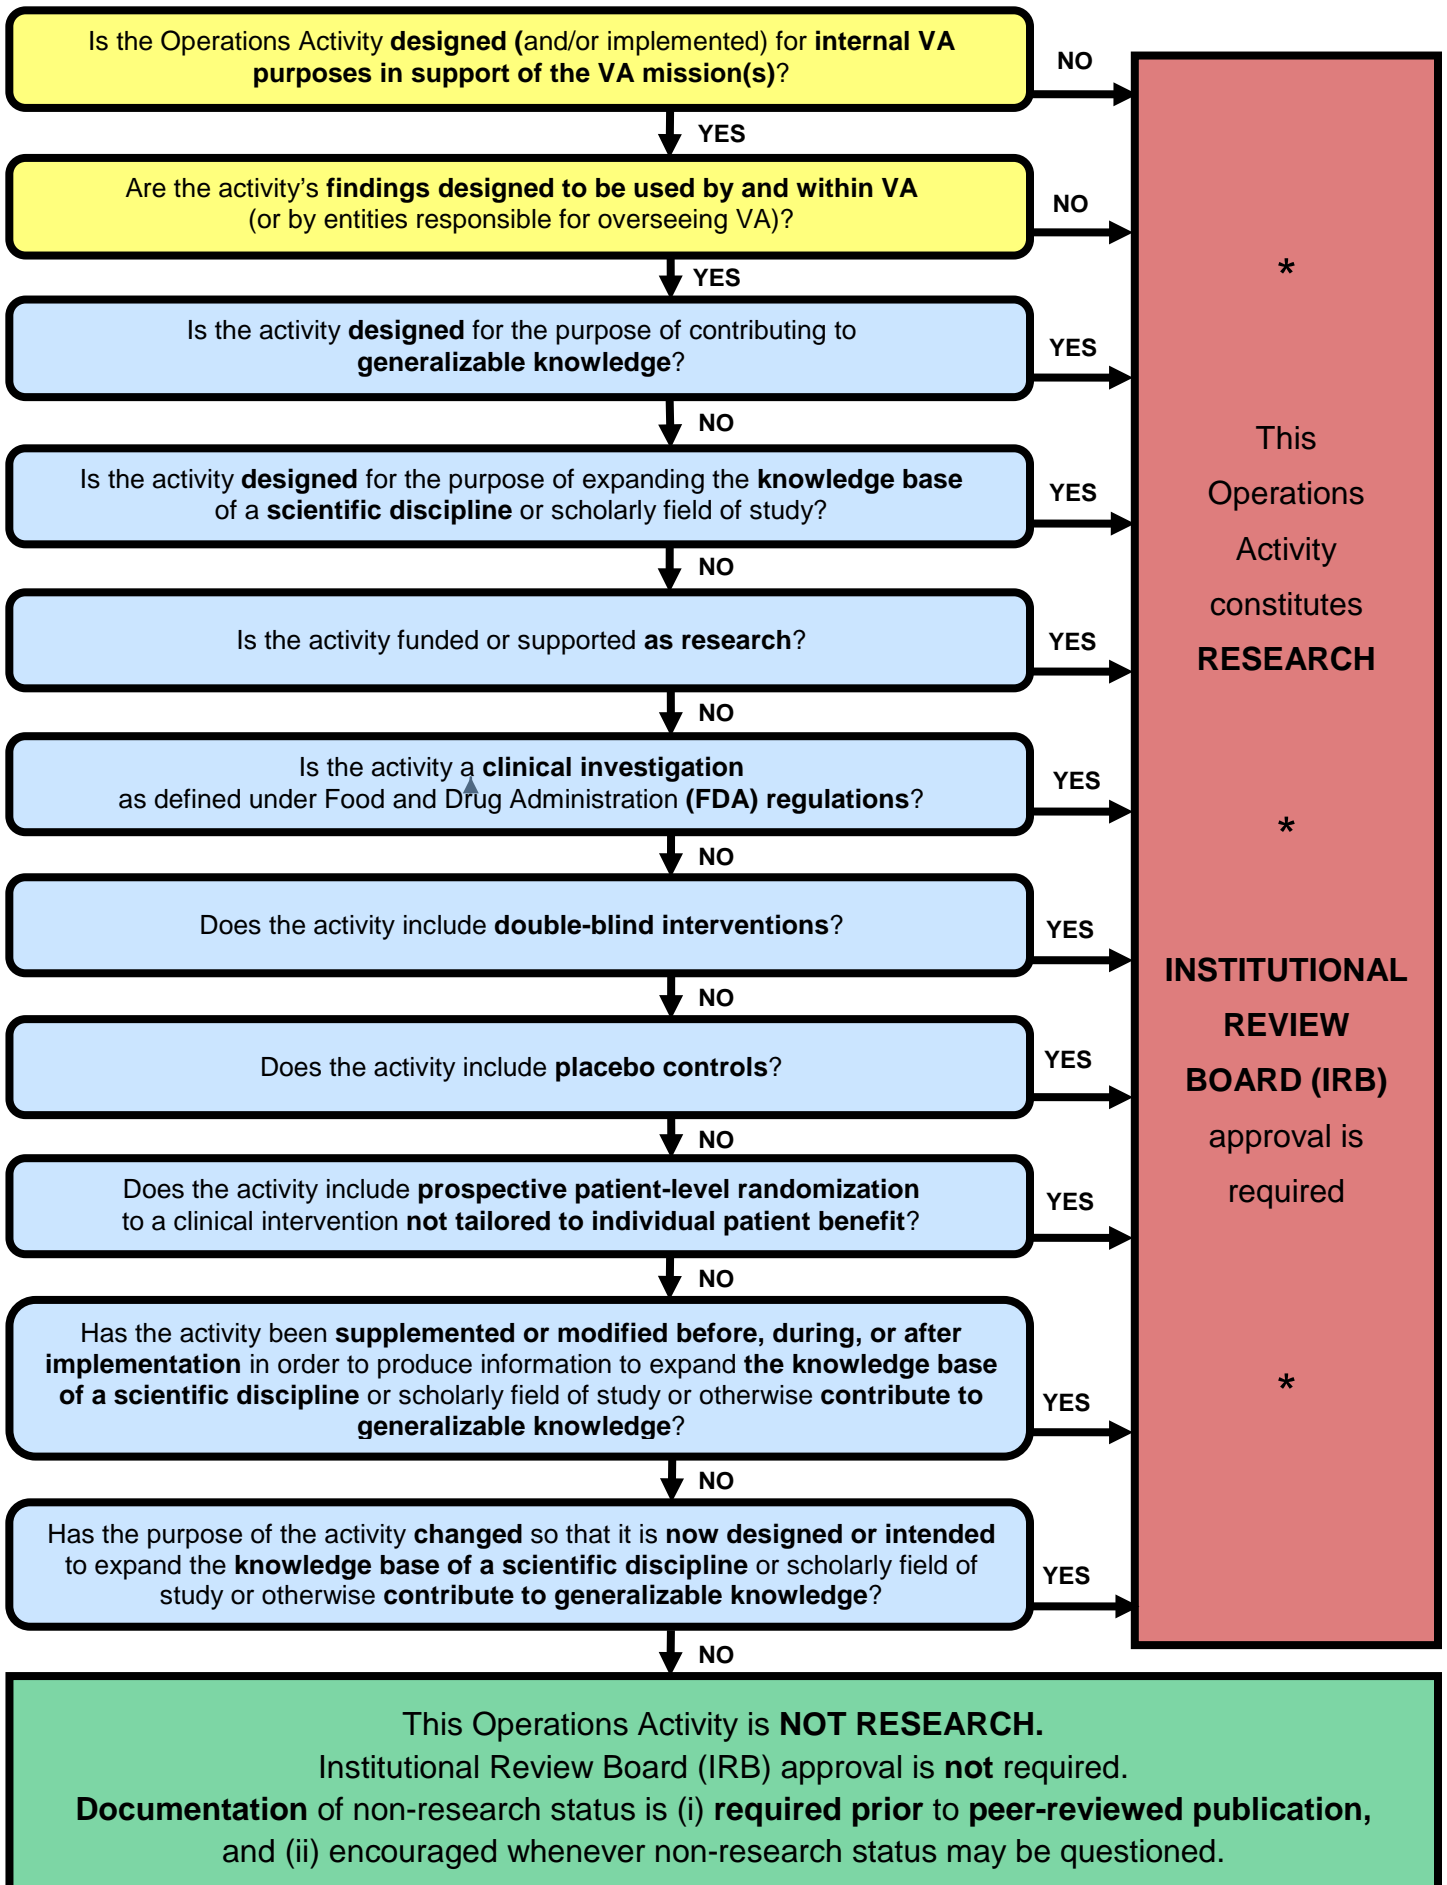 Is the Operations Activity designed (and/or implemented) for internal VA
purposes in support of the VA mission(s)?
NO
YES
Are the activity's findings designed to be used by and within VA
(or by entities responsible for overseeing VA)?
NO
YES
Is the activity designed for the purpose of contributing to
generalizable knowledge?
YES
NO
Is the activity designed for the purpose of expanding the knowledge base
of a scientific discipline or scholarly field of study?
YES
NO
Is the activity funded or supported as research?
YES
NO
Is the activity a clinical investigation
as defined under Food and Drug Administration (FDA) regulations?
YES
NO
Does the activity include double-blind interventions?
YES
NO
Does the activity include placebo controls?
YES
NO
Does the activity include prospective patient-level randomization
to a clinical intervention not tailored to individual patient benefit?
YES
NO
Has the activity been supplemented or modified before, during, or after
implementation in order to produce information to expand the knowledge base
of a scientific discipline or scholarly field of study or otherwise contribute to
generalizable knowledge?
YES
NO
Has the purpose of the activity changed so that it is now designed or intended
to expand the knowledge base of a scientific discipline or scholarly field of
study or otherwise contribute to generalizable knowledge?
YES
NO
*
This
Operations
Activity
constitutes
RESEARCH
*
INSTITUTIONAL
REVIEW
BOARD (IRB)
approval is
required
*
This Operations Activity is NOT RESEARCH.
Institutional Review Board (IRB) approval is not required.
Documentation of non-research status is (i) required prior to peer-reviewed publication,
and (ii) encouraged whenever non-research status may be questioned.